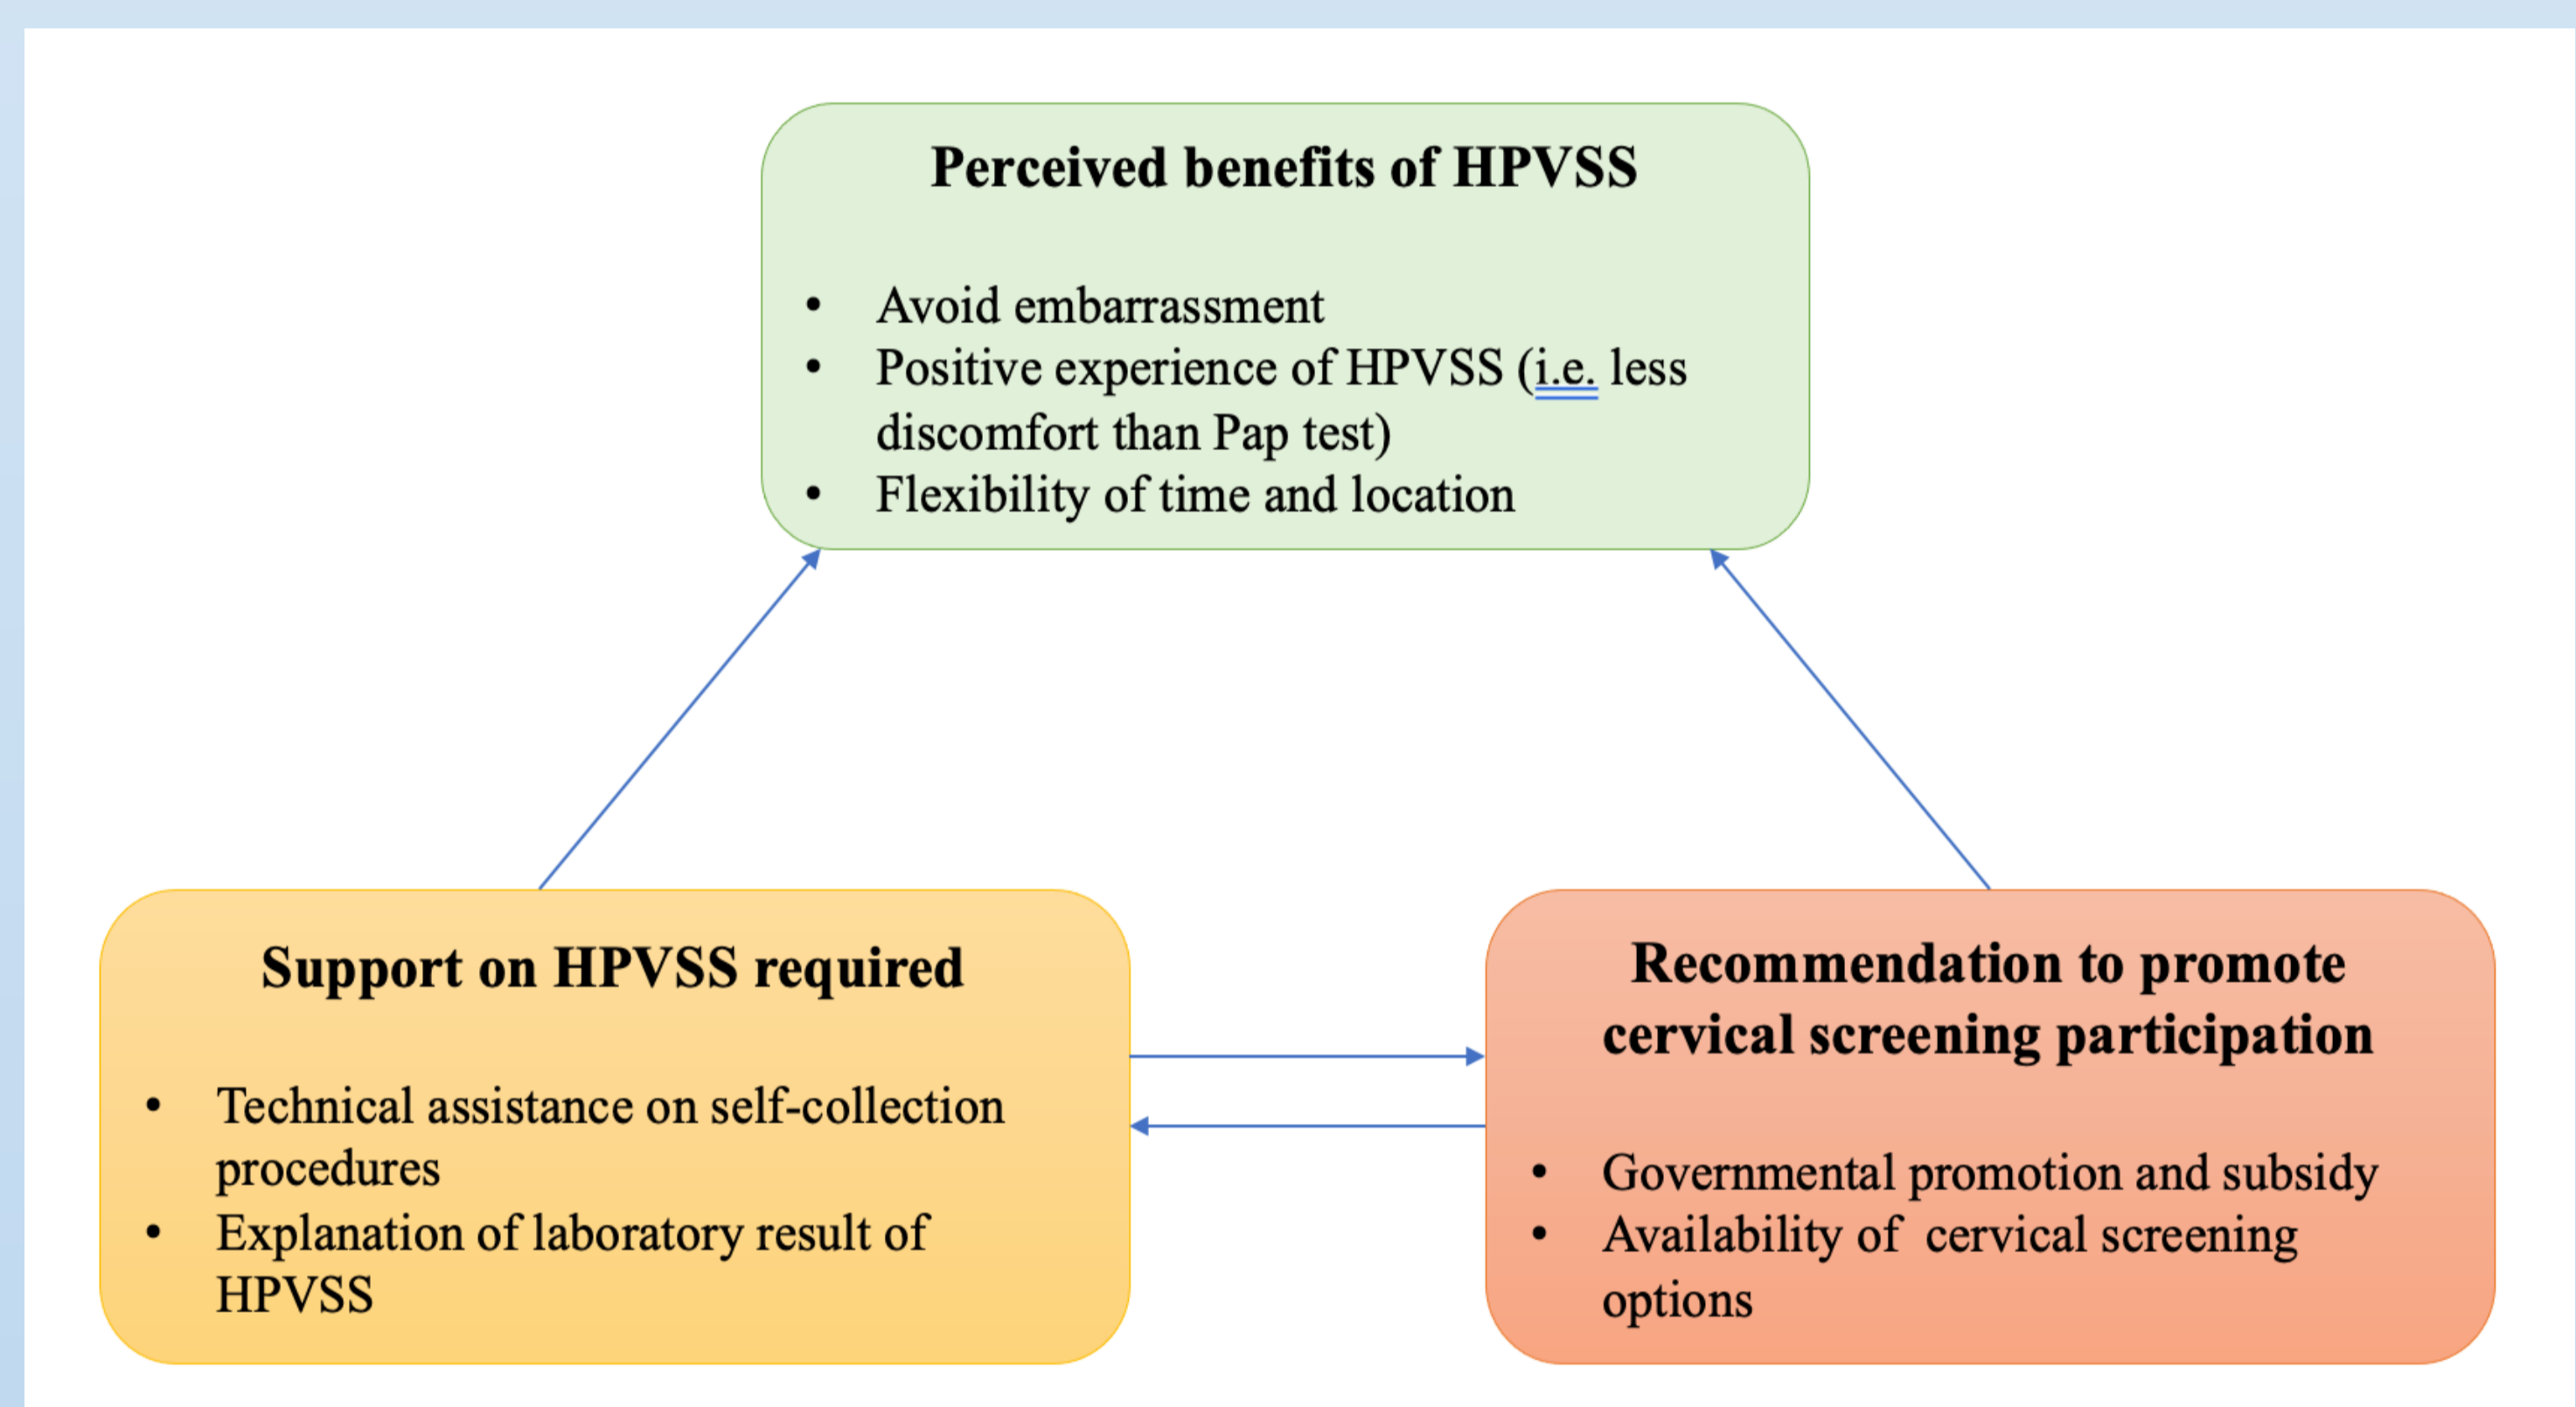 Perceived benefits of HPVSS
• Avoid embarrassment
• Positive experience of HPVSS (i.e. less
discomfort than Pap test)
• Flexibility of time and location
Support on HPVSS required
• Technical assistance on self-collection
procedures
• Explanation of laboratory result of
HPVSS
Recommendation to promote
cervical screening participation
• Governmental promotion and subsidy
• Availability of  cervical screening
options